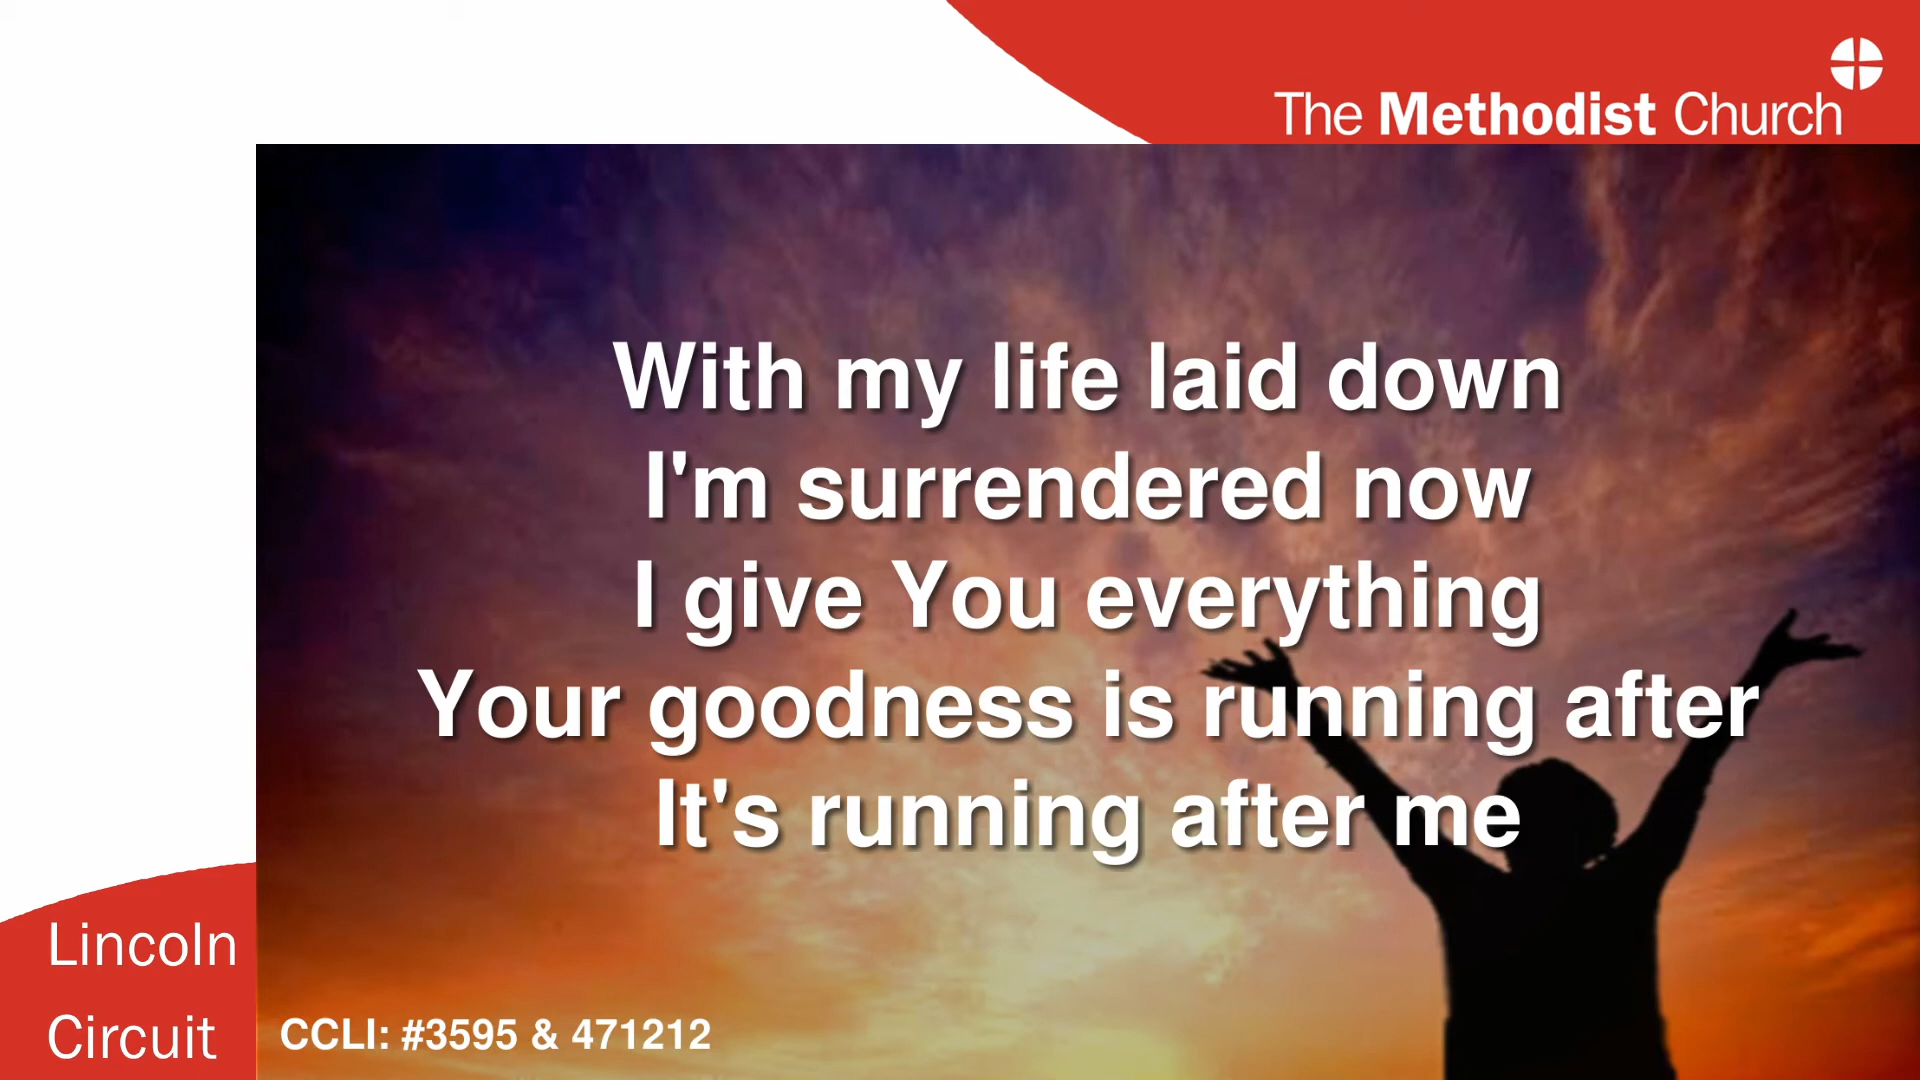 The Methodist Church
With my life laid down
I'm surrendered now
I give You everything
Your goodness is running after
It's running after me
Lincoln
Circuit
CCLI: #3595 & 471212